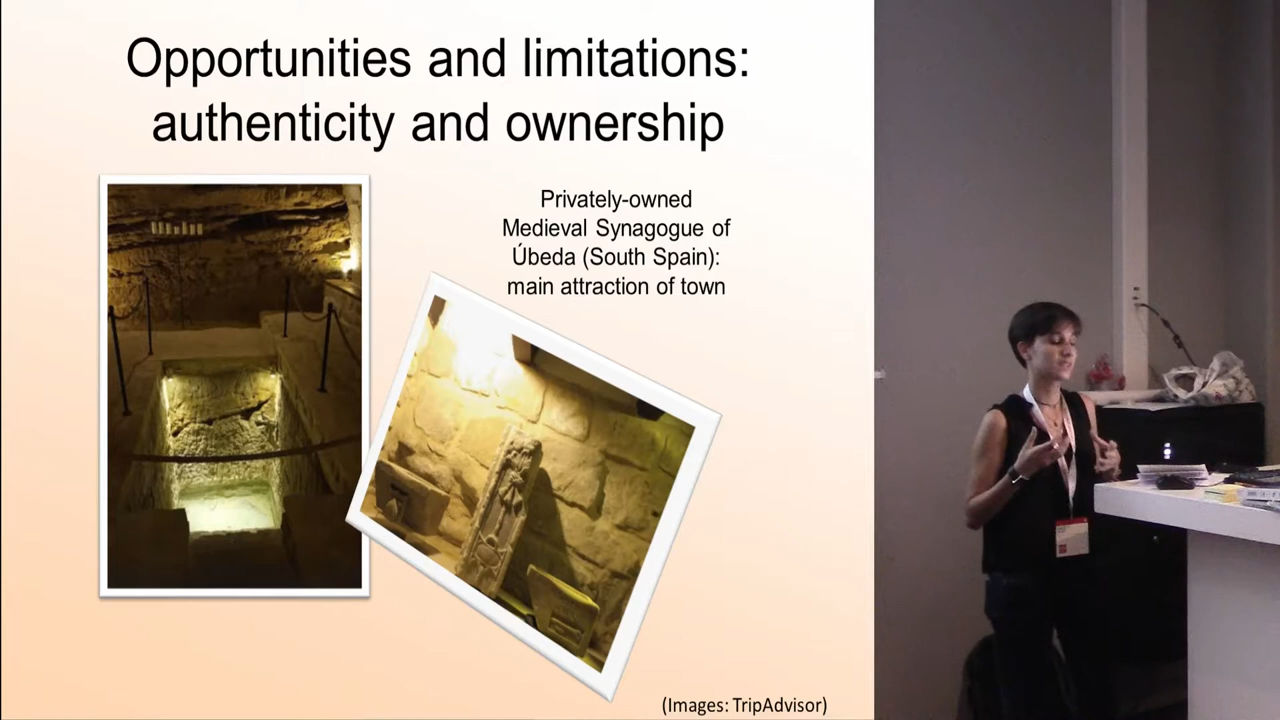 Opportunities and limitations:
authenticity and ownership
Privately-owned
Medieval Synagogue of
Úbeda (South Spain):
main attraction of town
(Images: TripAdvisor)